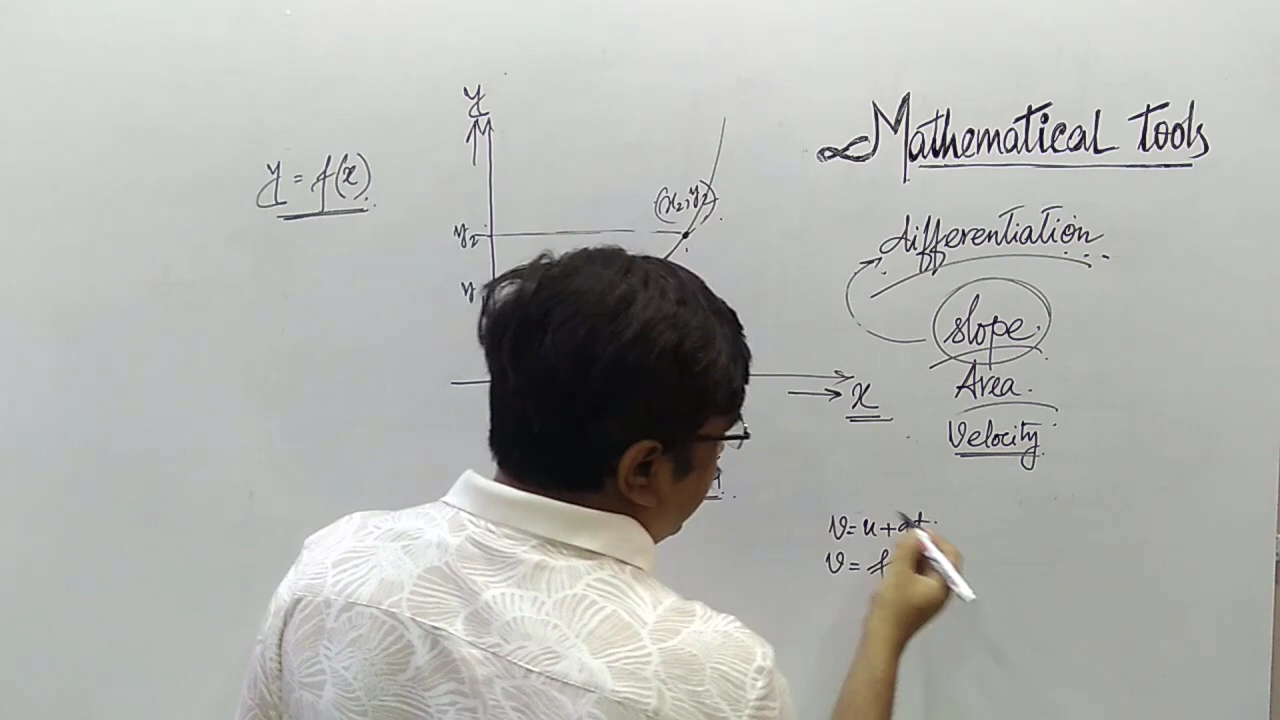 Mathematical Tools
y = f(x)
y
(x₂, y₂)
y₂
y
x
differentiation
slope.
Area.
Velocity
v = u + at
v = f